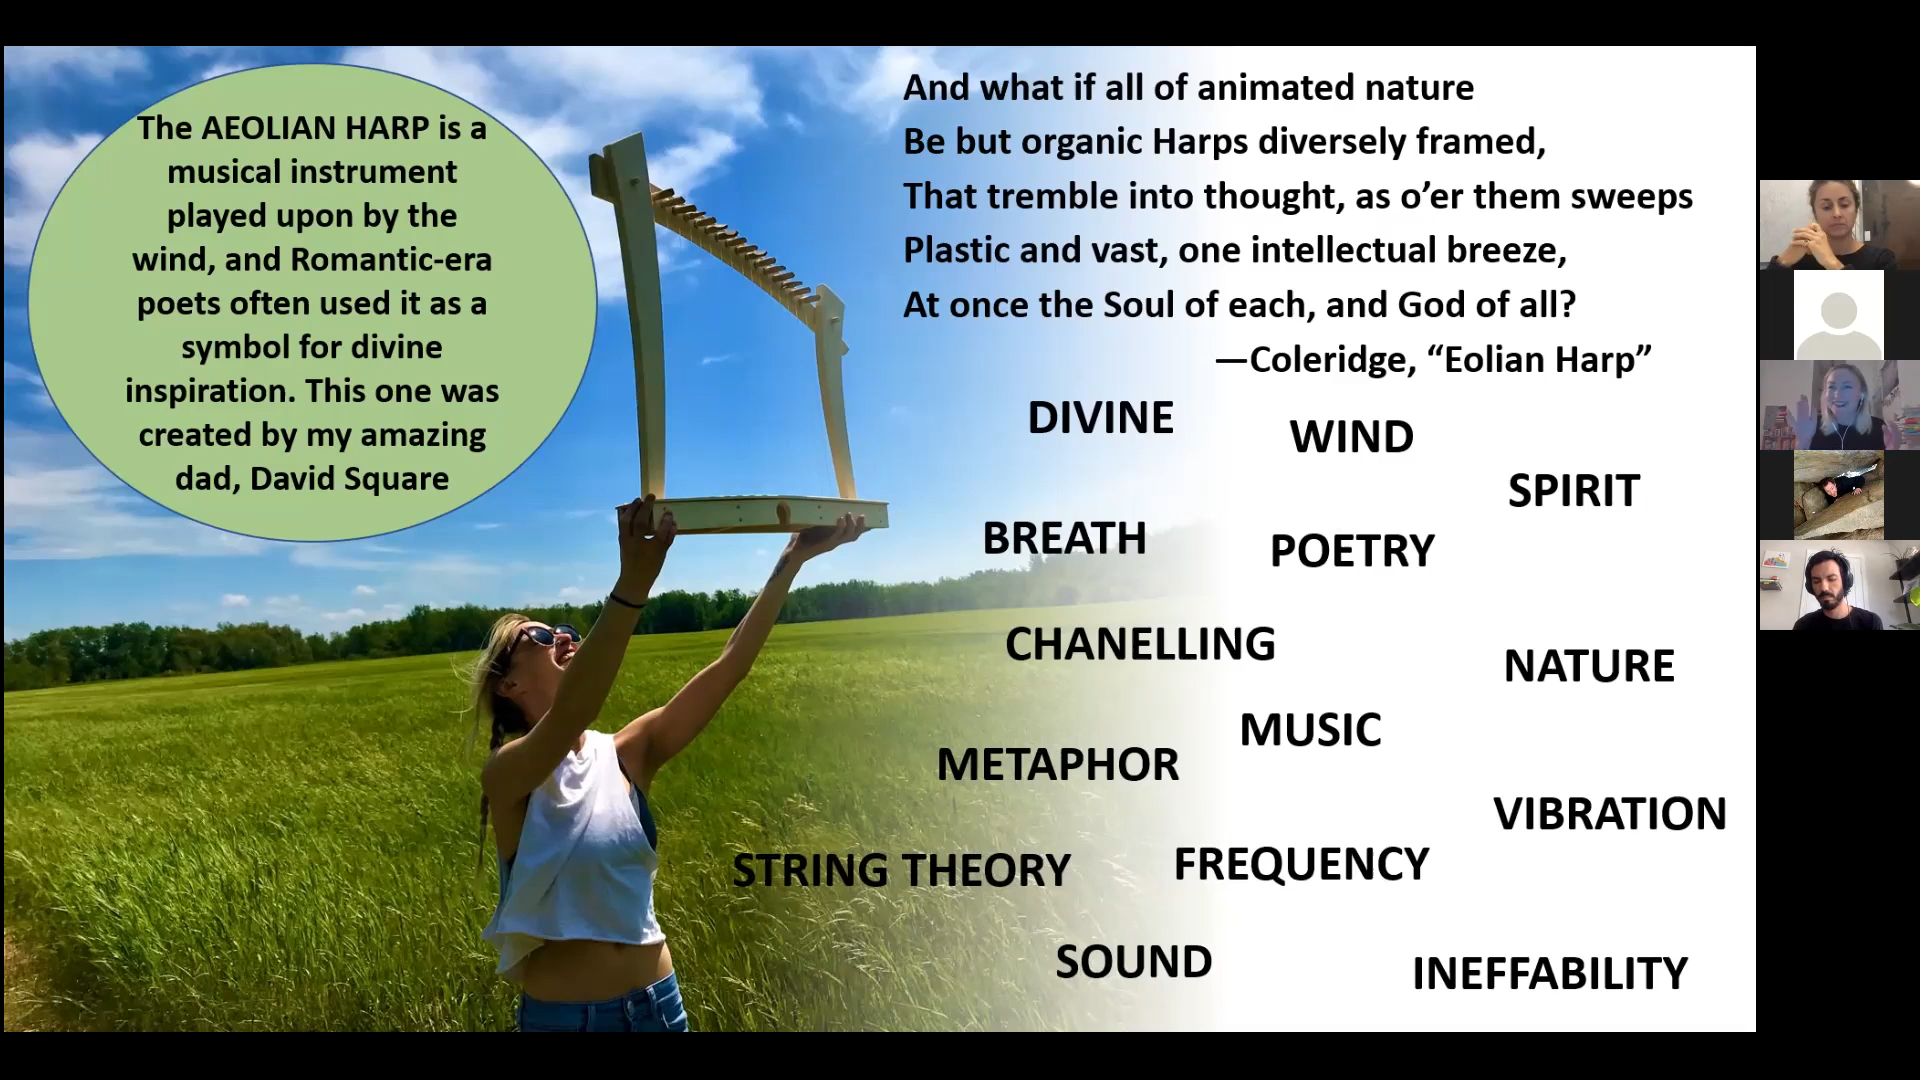 The AEOLIAN HARP is a
musical instrument
played upon by the
wind, and Romantic-era
poets often used it as a
symbol for divine
inspiration. This one was
created by my amazing
dad, David Square
And what if all of animated nature
Be but organic Harps diversely framed,
That tremble into thought, as o’er them sweeps
Plastic and vast, one intellectual breeze,
At once the Soul of each, and God of all?
—Coleridge, “Eolian Harp”
DIVINE
WIND
SPIRIT
BREATH
POETRY
CHANELLING
NATURE
MUSIC
METAPHOR
VIBRATION
STRING THEORY
FREQUENCY
SOUND
INEFFABILITY